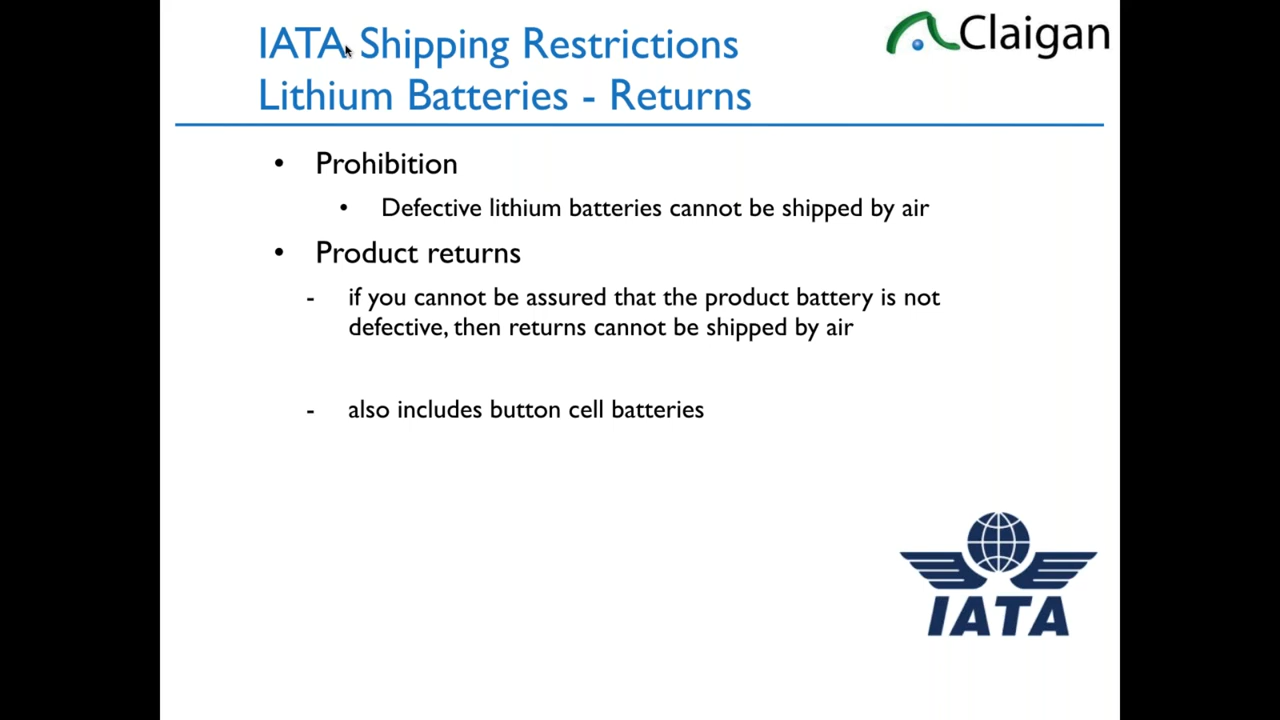 IATA Shipping Restrictions
Claigan
Lithium Batteries - Returns
• Prohibition
• Defective lithium batteries cannot be shipped by air
• Product returns
- if you cannot be assured that the product battery is not
defective, then returns cannot be shipped by air
- also includes button cell batteries
IATA